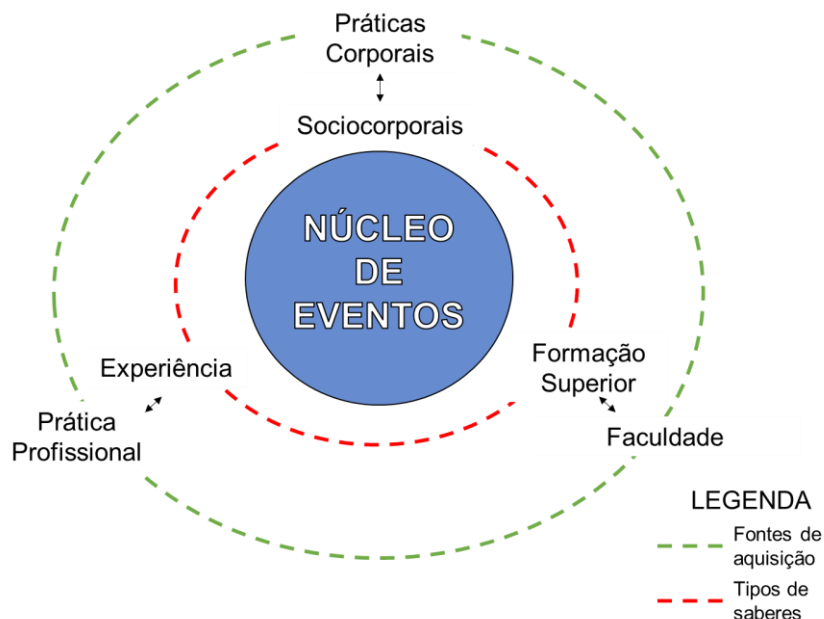 Práticas
Corporais
Sociocorporais
NÚCLEO
DE
EVENTOS
Experiência
Formação
Superior
Prática
Profissional
Faculdade
LEGENDA
Fontes de
aquisição
Tipos de
saberes